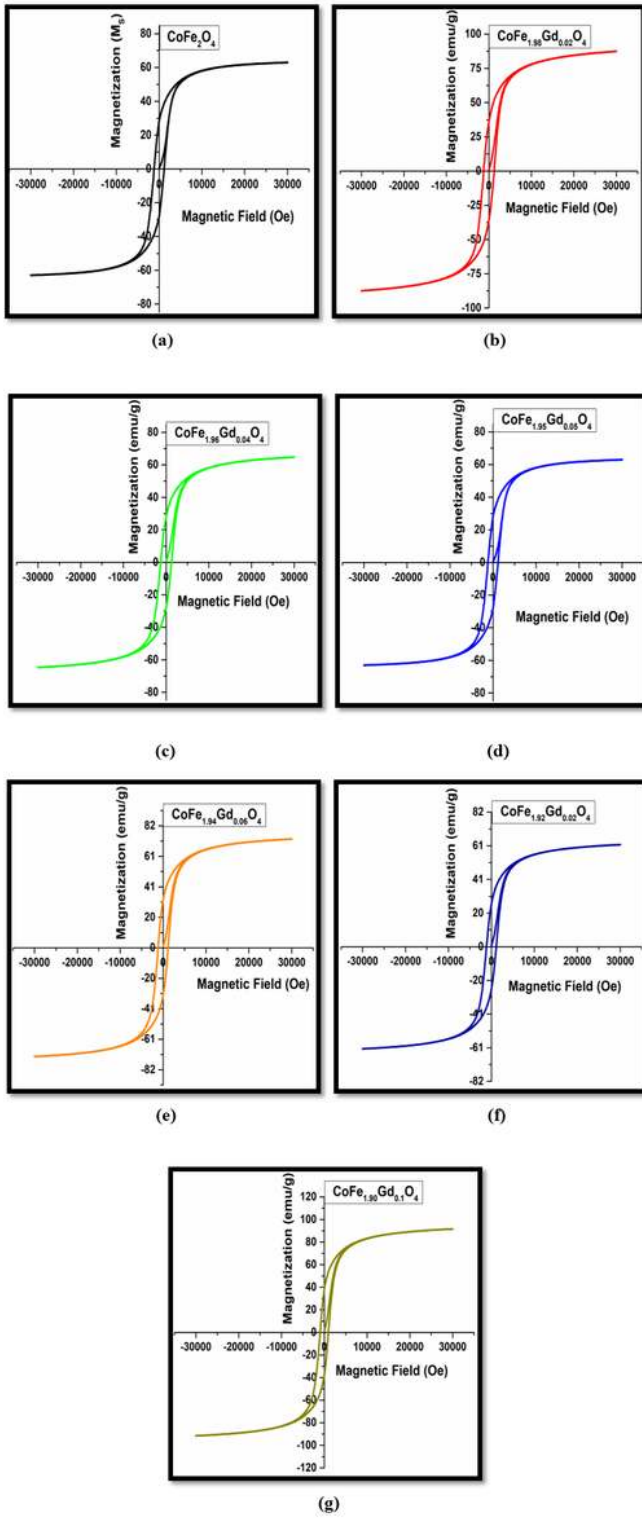 Magnetization (M_S)
CoFe₂O₄
80
60
40
20
0
-30000 -20000 -10000 0 10000 20000 30000
-20
Magnetic Field (Oe)
-40
-60
-80
(a)
Magnetization (emu/g)
CoFe₁.₉₈Gd₀.₀₂O₄
100
75
50
25
0
-30000 -20000 -10000 0 10000 20000 30000
-25
Magnetic Field (Oe)
-50
-75
-100
(b)
Magnetization (emu/g)
CoFe₁.₉₆Gd₀.₀₄O₄
80
60
40
20
0
-30000 -20000 -10000 0 10000 20000 30000
-20
Magnetic Field (Oe)
-40
-60
-80
(c)
Magnetization (emu/g)
CoFe₁.₉₅Gd₀.₀₅O₄
80
60
40
20
0
-30000 -20000 -10000 0 10000 20000 30000
-20
Magnetic Field (Oe)
-40
-60
-80
(d)
Magnetization (emu/g)
CoFe₁.₉₄Gd₀.₀₆O₄
82
61
41
20
0
-30000 -20000 -10000 0 10000 20000 30000
-20
Magnetic Field (Oe)
-41
-61
-82
(e)
Magnetization (emu/g)
CoFe₁.₉₂Gd₀.₀₂O₄
82
61
41
20
0
-30000 -20000 -10000 0 10000 20000 30000
-20
Magnetic Field (Oe)
-41
-61
-82
(f)
Magnetization (emu/g)
CoFe₁.₉₀Gd₀.₁O₄
120
100
80
60
40
20
0
-30000 -20000 -10000 0 10000 20000 30000
-20
Magnetic Field (Oe)
-40
-60
-80
-100
-120
(g)